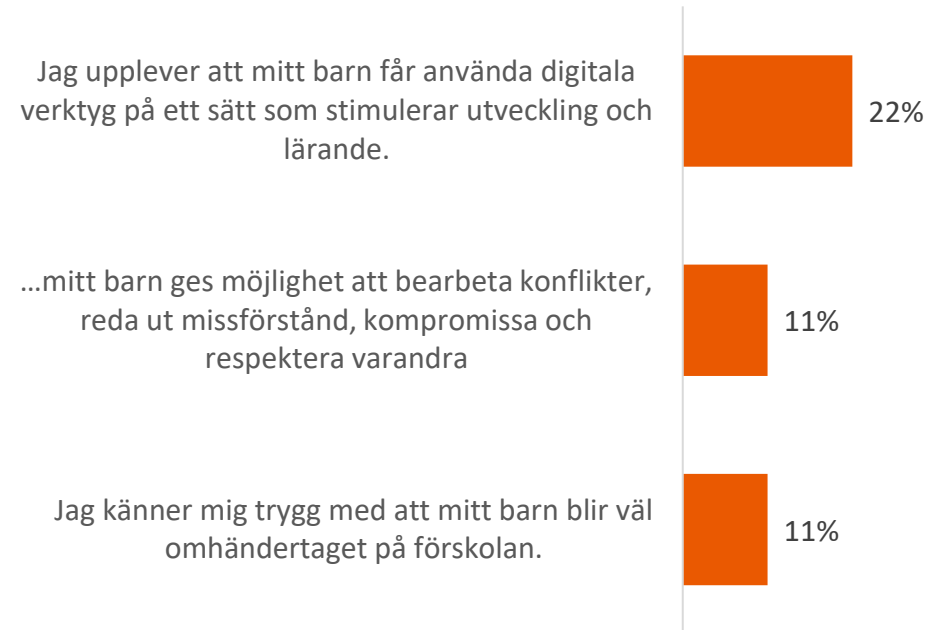 Jag upplever att mitt barn får använda digitala
verktyg på ett sätt som stimulerar utveckling och
lärande.
22%
...mitt barn ges möjlighet att bearbeta konflikter,
reda ut missförstånd, kompromissa och
respektera varandra
11%
Jag känner mig trygg med att mitt barn blir väl
omhändertaget på förskolan.
11%